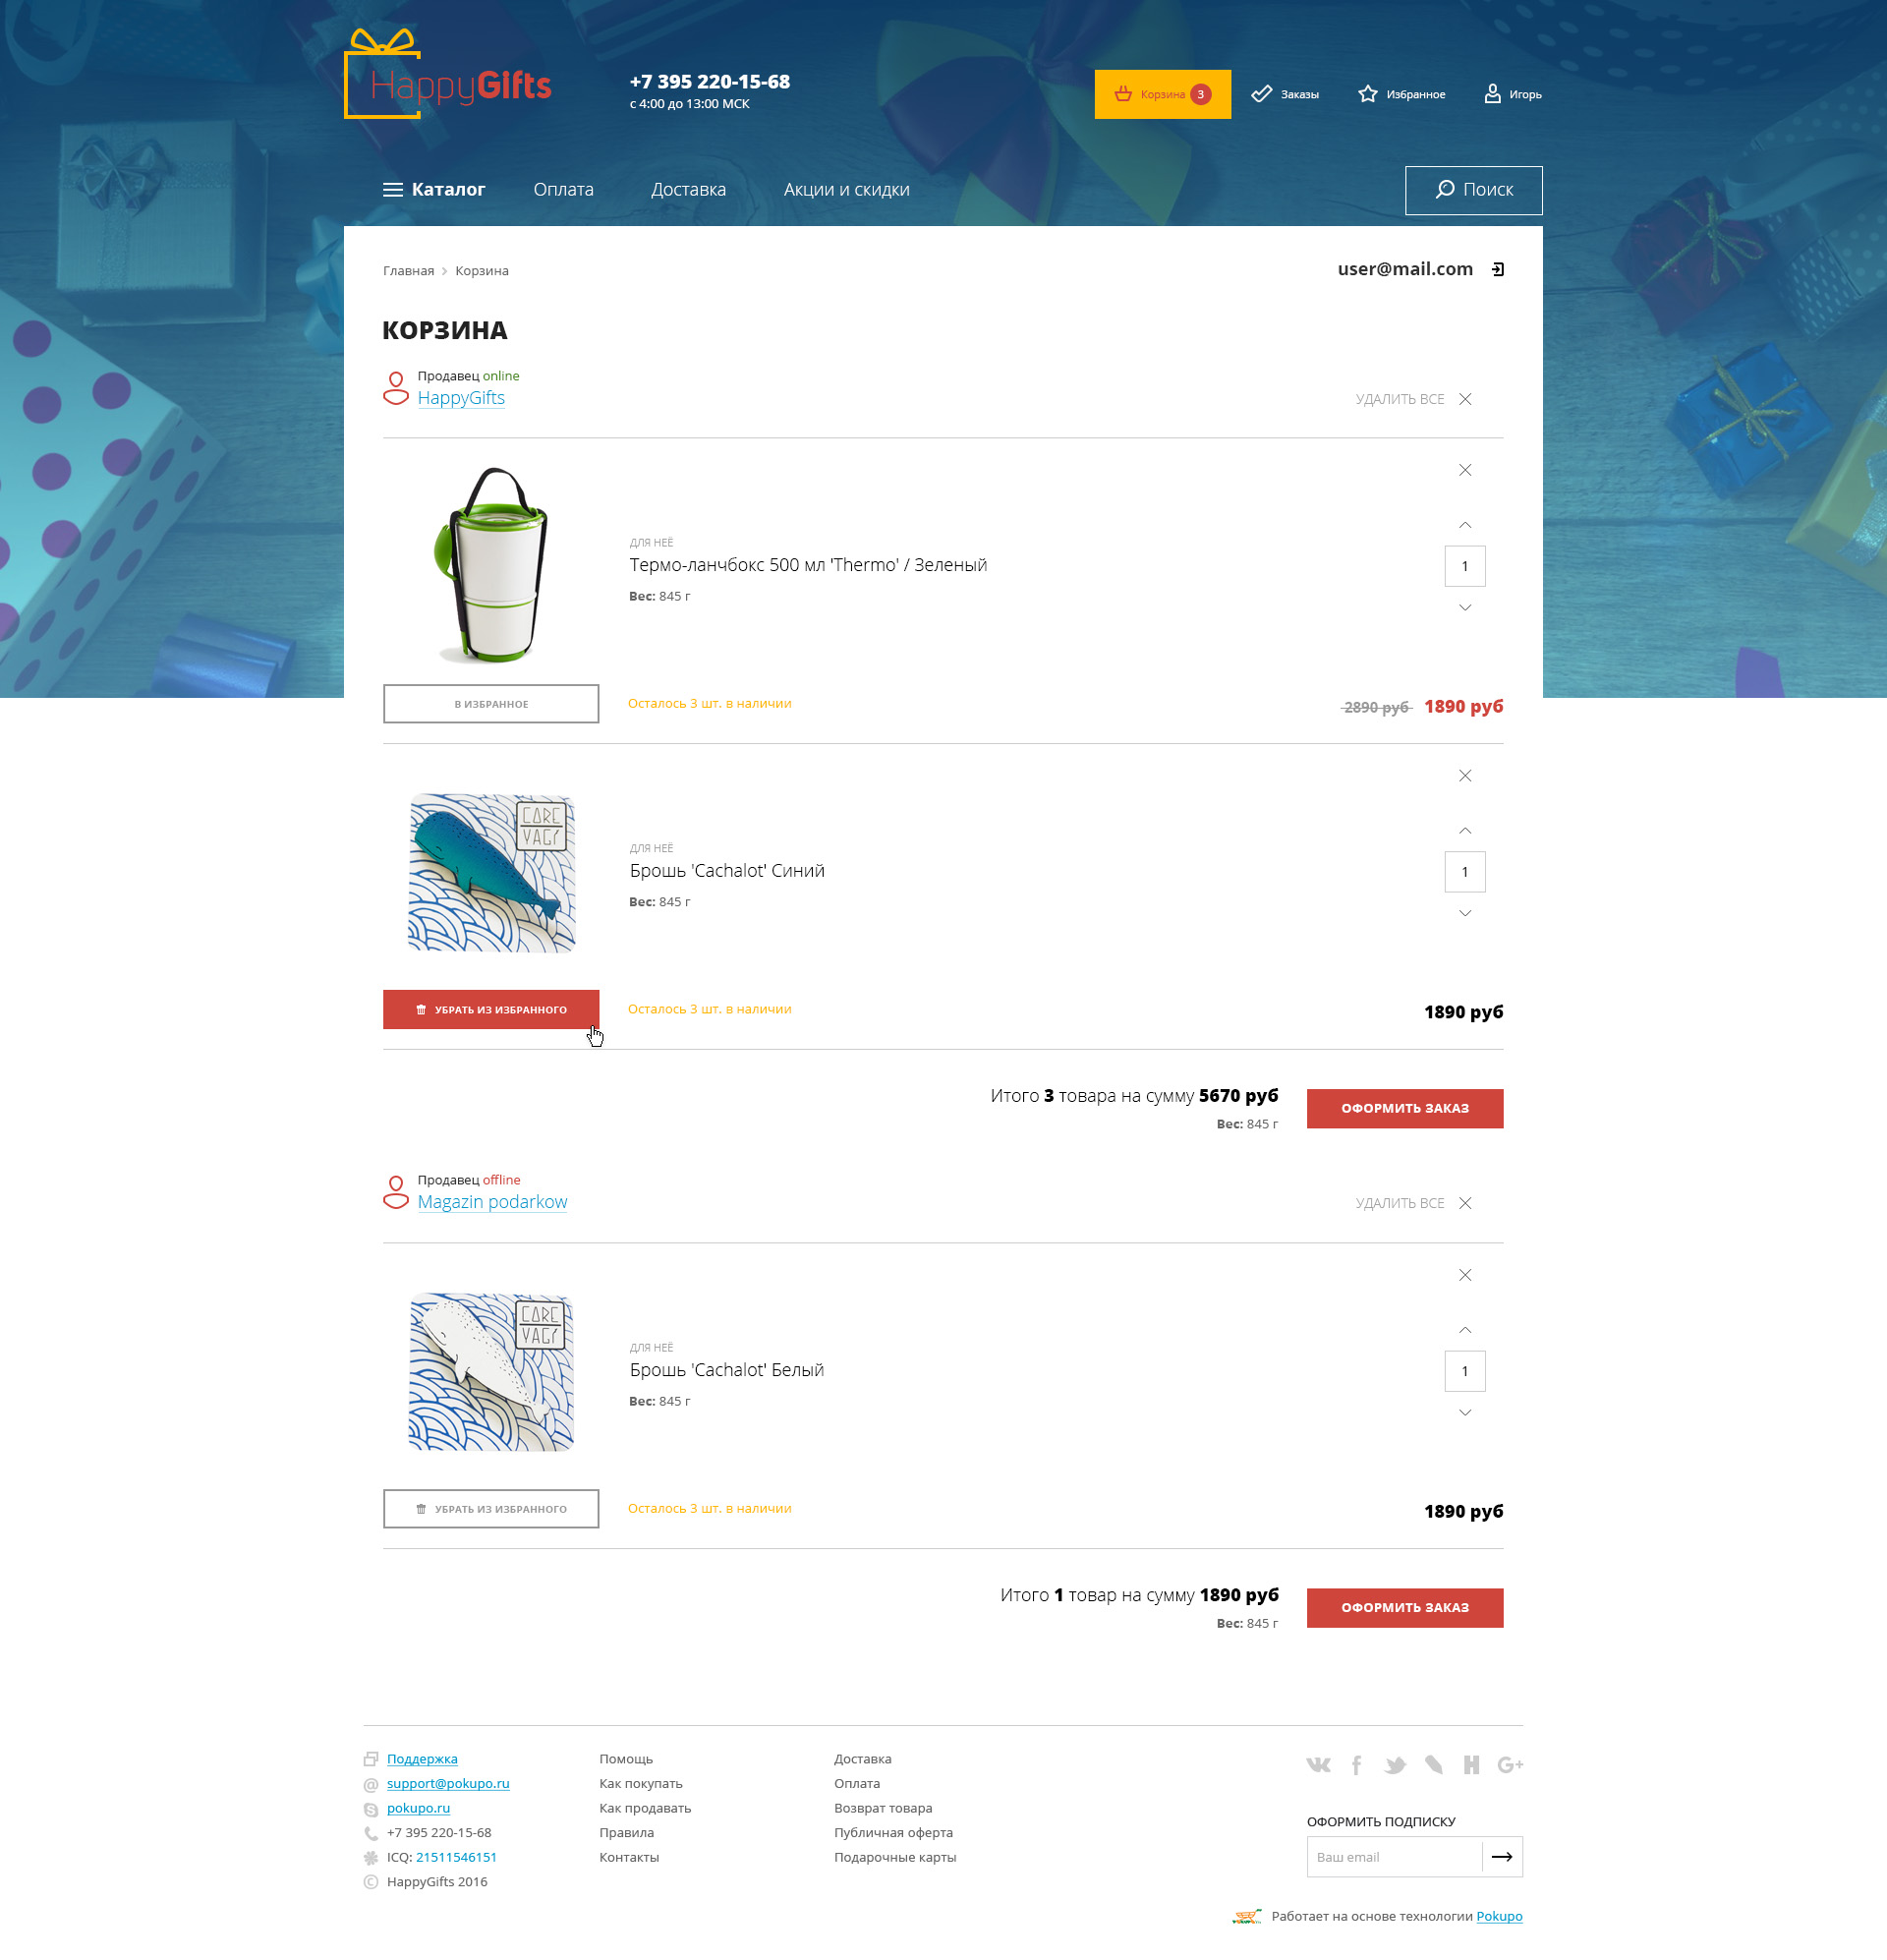 HappyGifts
+7 395 220-15-68
с 4:00 до 13:00 МСК
Корзина 3
Заказы
Избранное
Игорь
Каталог
Оплата
Доставка
Акции и скидки
Поиск
Главная
Корзина
user@mail.com
КОРЗИНА
Продавец online
HappyGifts
УДАЛИТЬ ВСЕ
ДЛЯ НЕЁ
Термо-ланчбокс 500 мл 'Thermo' / Зеленый
Вес: 845 г
1
В ИЗБРАННОЕ
Осталось 3 шт. в наличии
2890 руб 1890 руб
CARE
YAGI
ДЛЯ НЕЁ
Брошь 'Cachalot' Синий
Вес: 845 г
1
УБРАТЬ ИЗ ИЗБРАННОГО
Осталось 3 шт. в наличии
1890 руб
Итого 3 товара на сумму 5670 руб
Вес: 845 г
ОФОРМИТЬ ЗАКАЗ
Продавец offline
Magazin podarkow
УДАЛИТЬ ВСЕ
CARE
YAGI
ДЛЯ НЕЁ
Брошь 'Cachalot' Белый
Вес: 845 г
1
УБРАТЬ ИЗ ИЗБРАННОГО
Осталось 3 шт. в наличии
1890 руб
Итого 1 товар на сумму 1890 руб
Вес: 845 г
ОФОРМИТЬ ЗАКАЗ
Поддержка
support@pokupo.ru
pokupo.ru
+7 395 220-15-68
ICQ: 21511546151
HappyGifts 2016
Помощь
Как покупать
Как продавать
Правила
Контакты
Доставка
Оплата
Возврат товара
Публичная оферта
Подарочные карты
ОФОРМИТЬ ПОДПИСКУ
Ваш email
Работает на основе технологии Pokupo